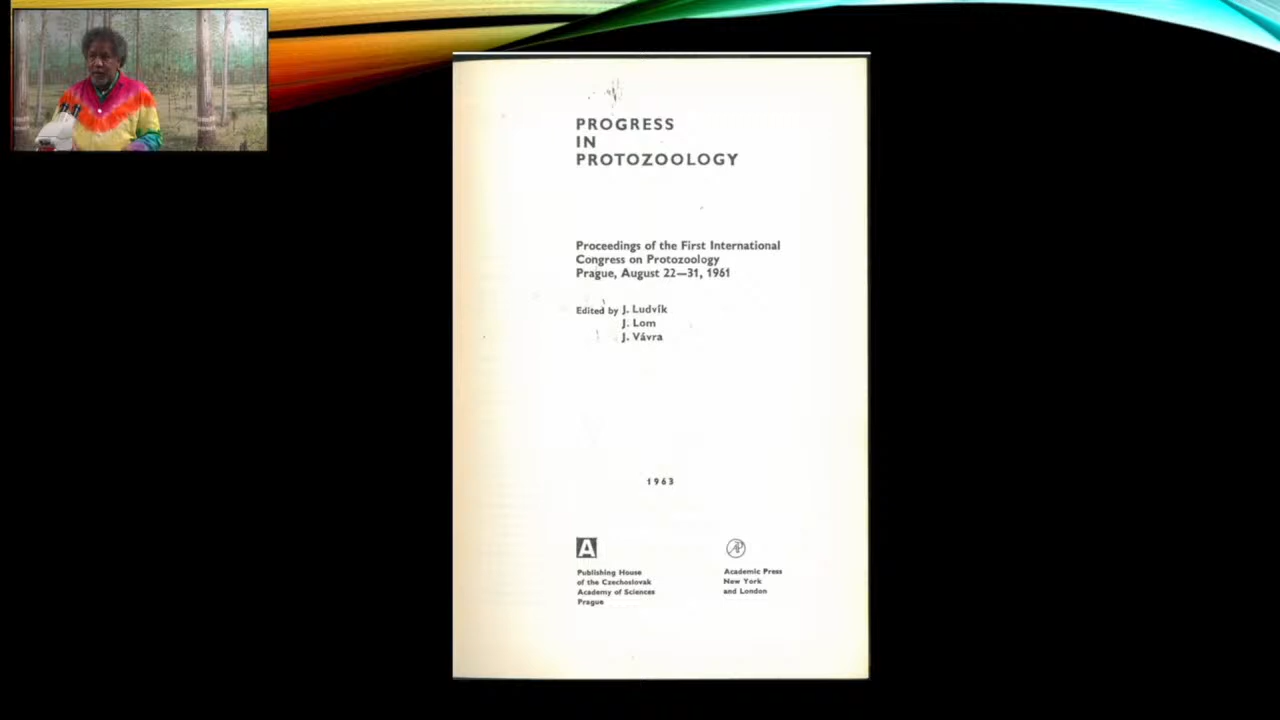 PROGRESS
IN
PROTOZOOLOGY
Proceedings of the First International
Congress on Protozoology
Prague, August 22—31, 1961
Edited by J. Ludvík
J. Lom
J. Vávra
1963
A
Publishing House
of the Czechoslovak
Academy of Sciences
Prague
AP
Academic Press
New York
and London